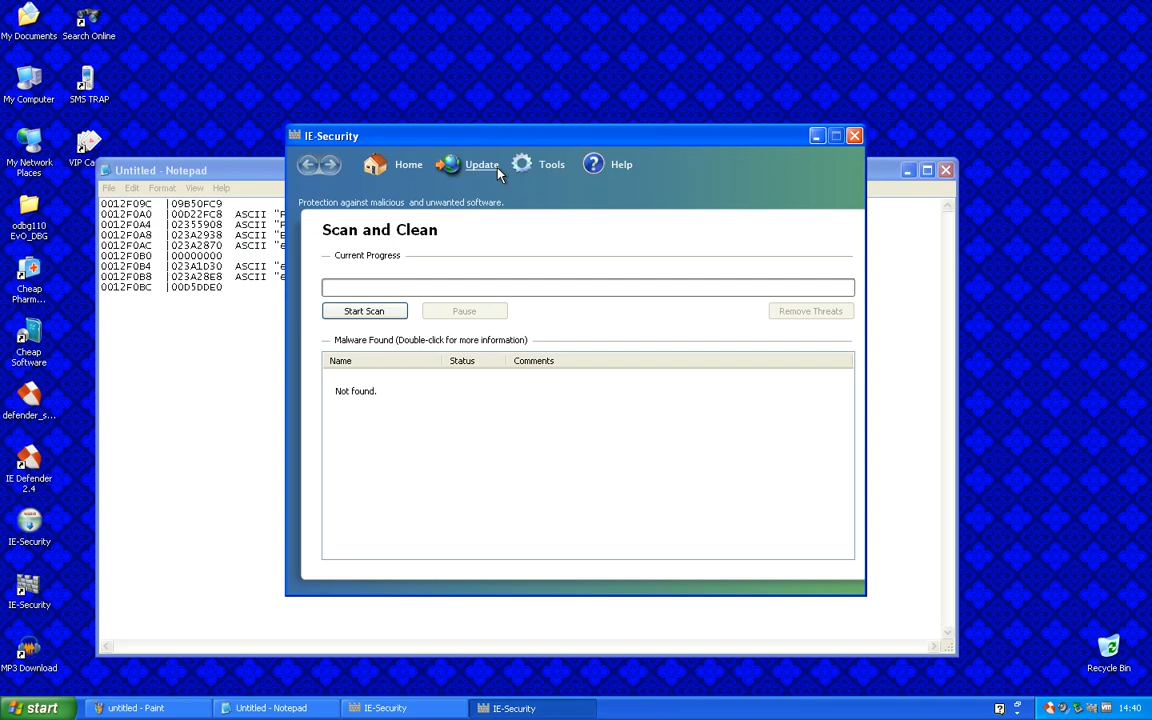 My Documents
Search Online
My Computer
SMS TRAP
My Network
Places
VIP Ca
odbg110
EvO_DBG
Cheap
Pharm...
Cheap
Software
defender_s...
IE Defender
2.4
IE-Security
IE-Security
MP3 Download
Untitled - Notepad
File Edit Format View Help
0012F09C |09B50FC9
0012F0A0 |00D22FC8 ASCII "F
0012F0A4 |02355908 ASCII "F
0012F0A8 |023A2938 ASCII "E
0012F0AC |023A2870 ASCII "e
0012F0B0 |00000000
0012F0B4 |023A1D30 ASCII "e
0012F0B8 |023A28E8 ASCII "e
0012F0BC |00D5DDE0
IE-Security
Home Update Tools Help
Protection against malicious and unwanted software.
Scan and Clean
Current Progress
Start Scan Pause Remove Threats
Malware Found (Double-click for more information)
Name Status Comments
Not found.
Recycle Bin
start untitled - Paint Untitled - Notepad IE-Security IE-Security 14:40